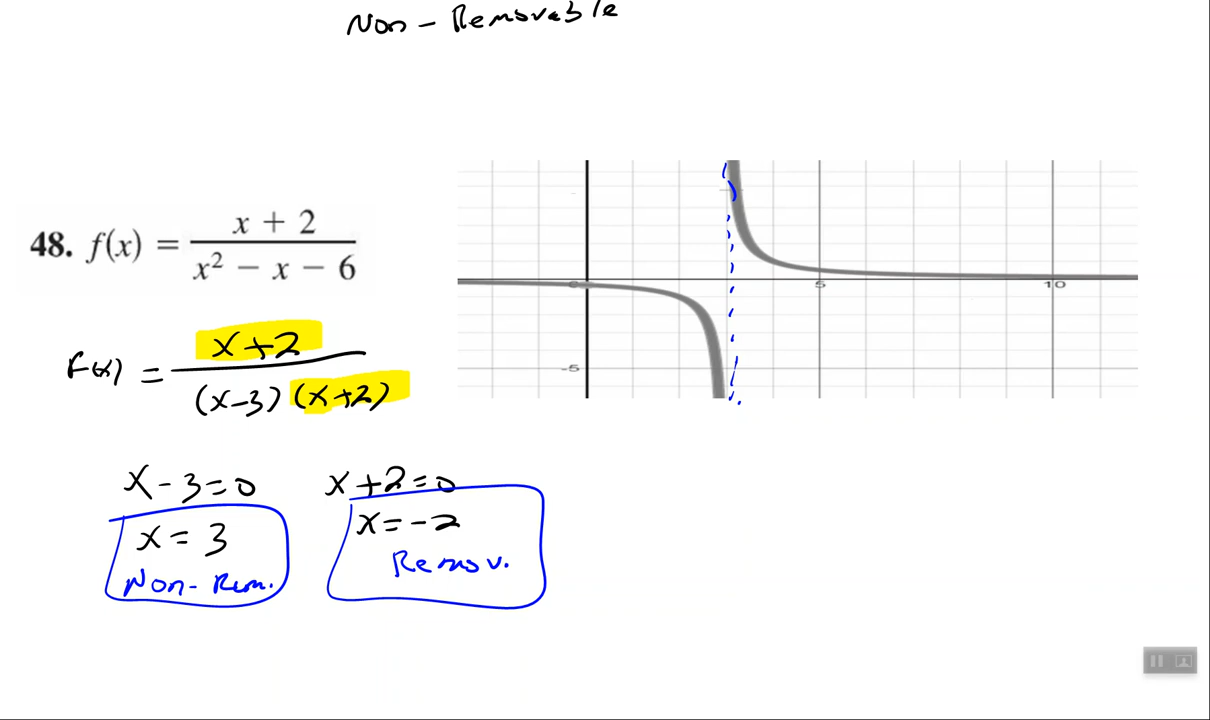 Non - Removable
48. f(x) = x + 2 / x² − x − 6
0 5 10
-5
f(x) = x+2 / (x-3)(x+2)
x - 3 = 0 x + 2 = 0
x = 3 x = -2
Non - Rem. Remov.